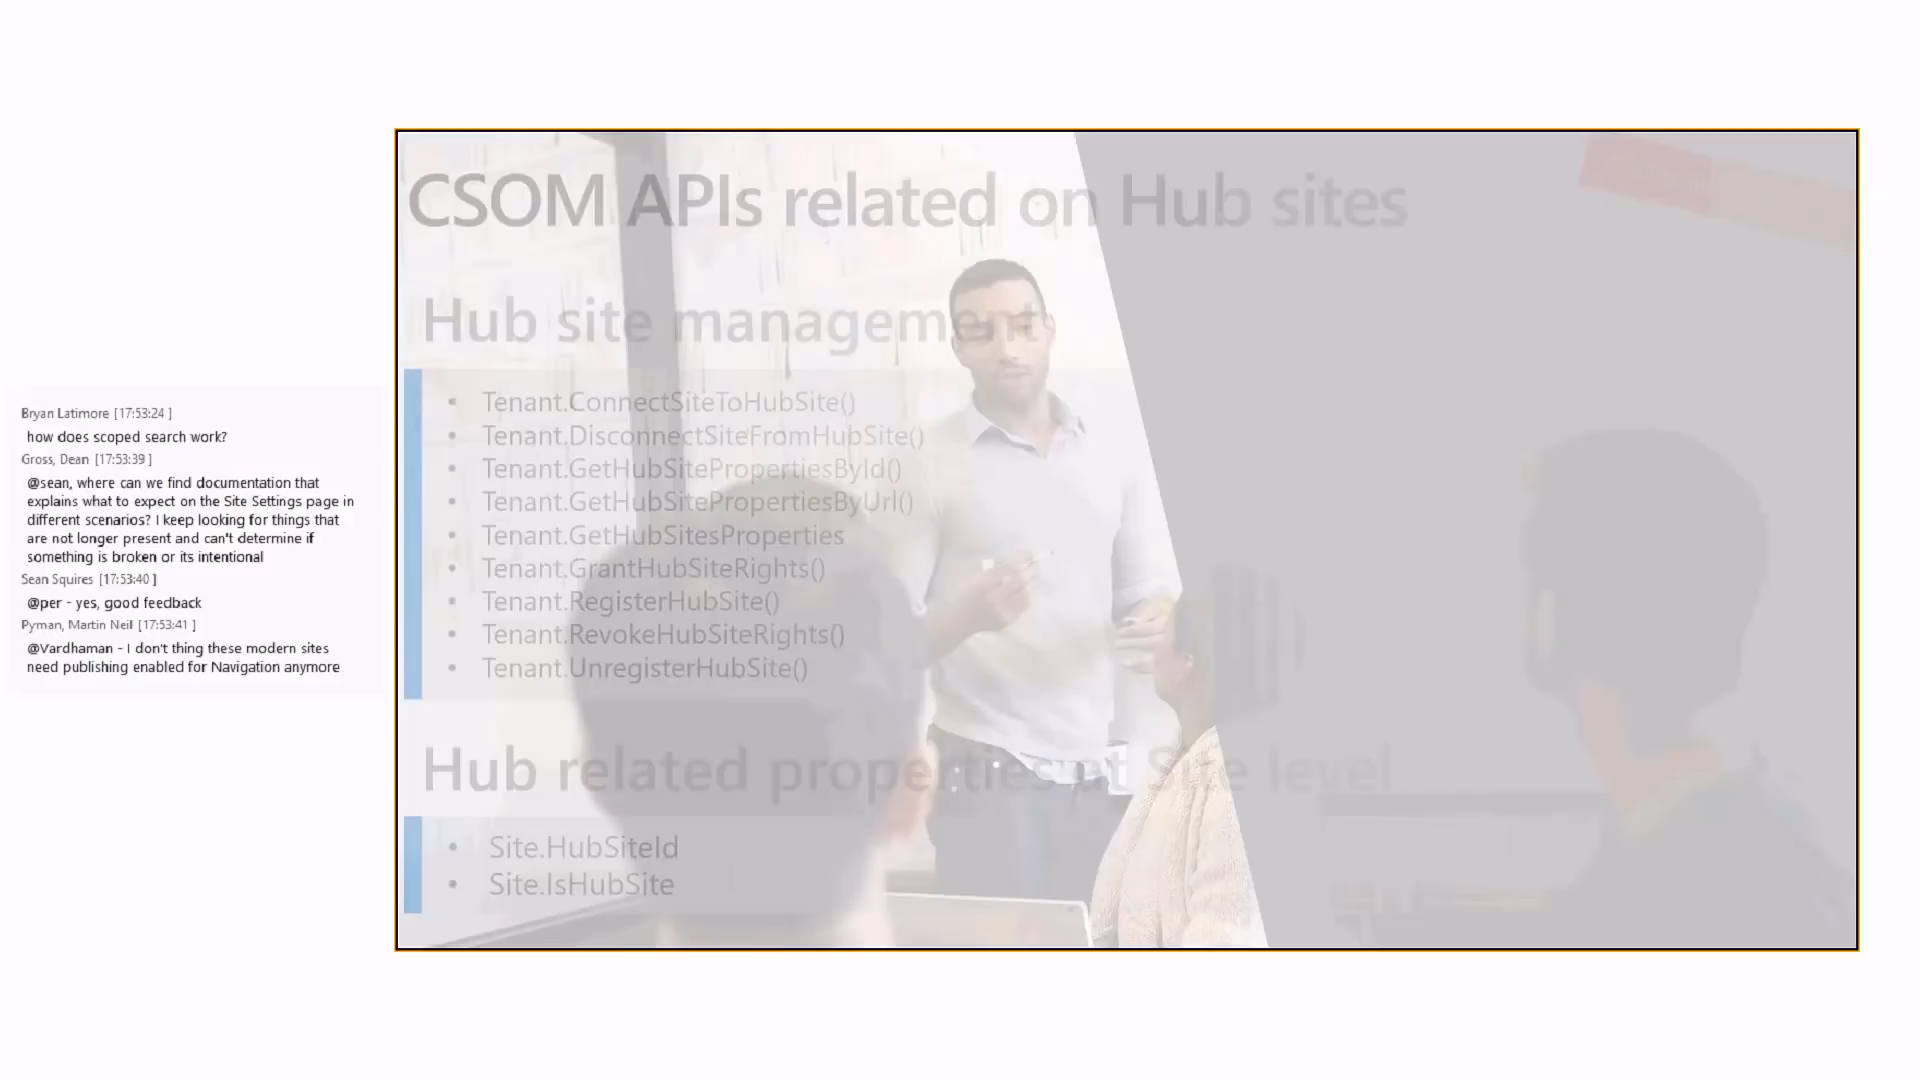 Bryan Latimore [17:53:24 ]
how does scoped search work?
Gross, Dean [17:53:39 ]
@sean, where can we find documentation that
explains what to expect on the Site Settings page in
different scenarios? I keep looking for things that
are not longer present and can't determine if
something is broken or its intentional
Sean Squires [17:53:40 ]
@per - yes, good feedback
Pyman, Martin Neil [17:53:41 ]
@Vardhaman - I don't thing these modern sites
need publishing enabled for Navigation anymore
CSOM APIs related on Hub sites
Hub site management
• Tenant.ConnectSiteToHubSite()
• Tenant.DisconnectSiteFromHubSite()
• Tenant.GetHubSitePropertiesById()
• Tenant.GetHubSitePropertiesByUrl()
• Tenant.GetHubSitesProperties
• Tenant.GrantHubSiteRights()
• Tenant.RegisterHubSite()
• Tenant.RevokeHubSiteRights()
• Tenant.UnregisterHubSite()
Hub related properties at Site level
• Site.HubSiteId
• Site.IsHubSite